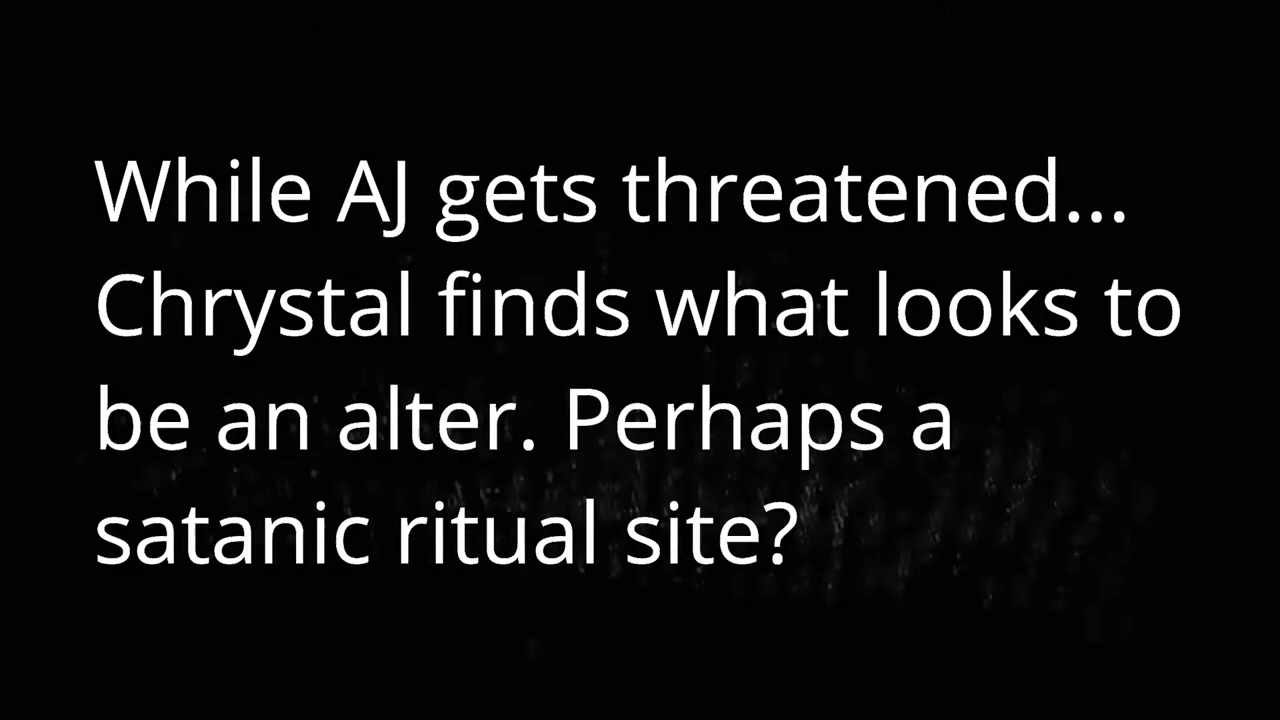 While AJ gets threatened...
Chrystal finds what looks to
be an alter. Perhaps a
satanic ritual site?